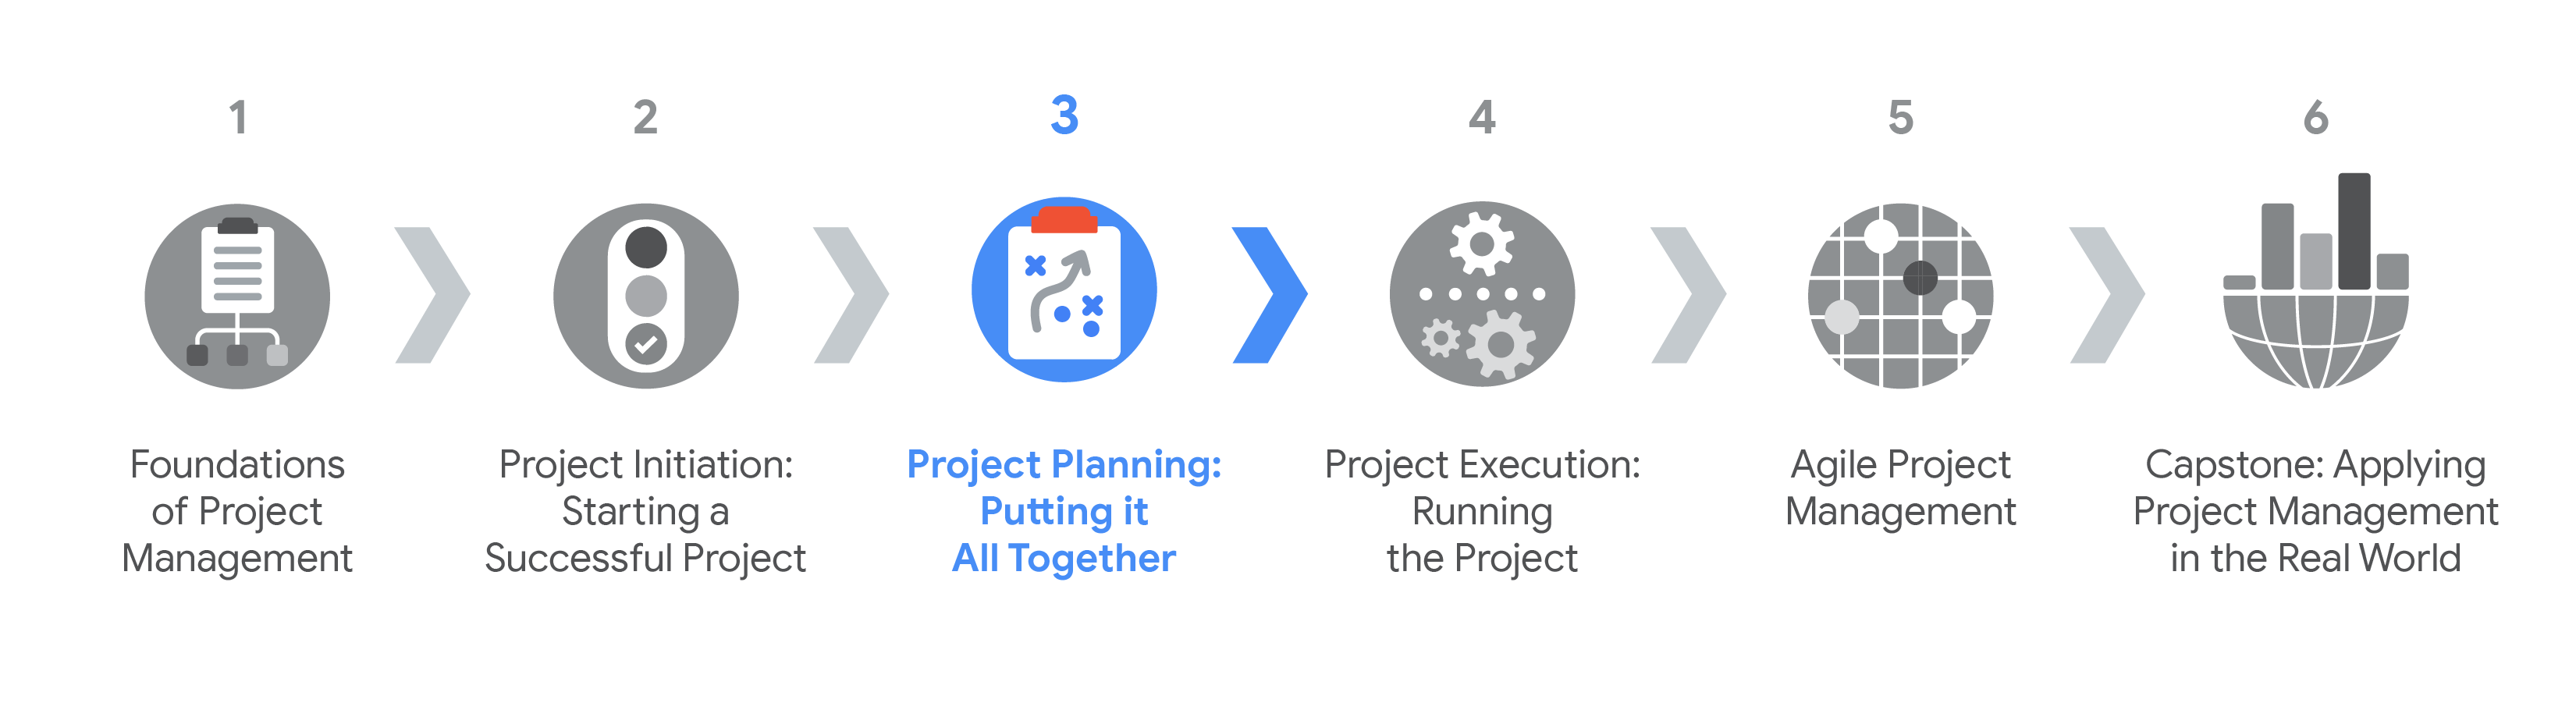 1
2
3
4
5
6
Foundations
of Project
Management
Project Initiation:
Starting a
Successful Project
Project Planning:
Putting it
All Together
Project Execution:
Running
the Project
Agile Project
Management
Capstone: Applying
Project Management
in the Real World